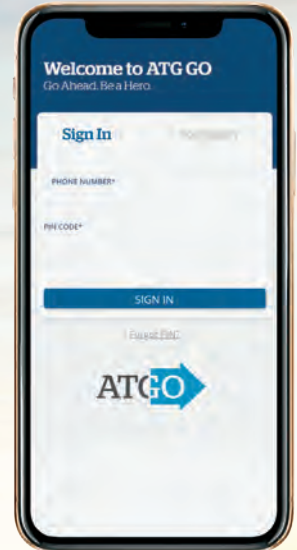 Welcome to ATG GO
Go Ahead. Be a Hero.
Sign In
PHONE NUMBER*
PIN CODE*
SIGN IN
Forgot PIN?
ATGO